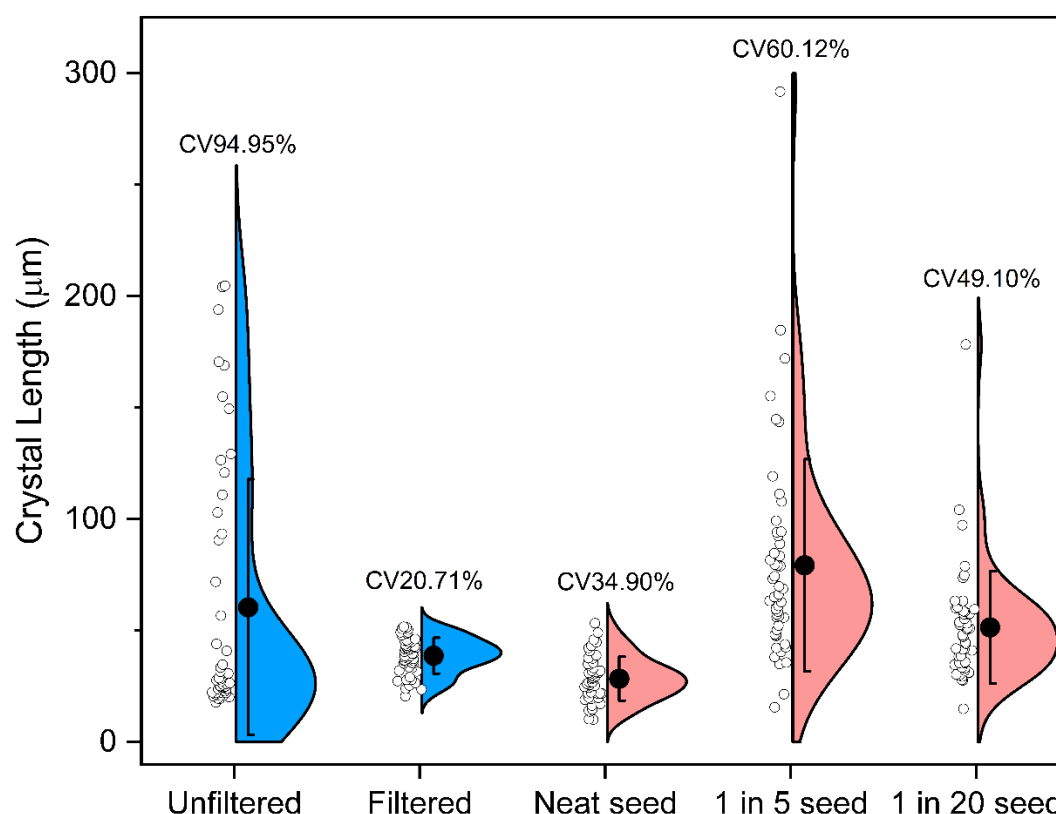 CV60.12%
300
CV94.95%
CV49.10%
200
Crystal Length (μm)
100
CV20.71%
CV34.90%
0
Unfiltered
Filtered
Neat seed
1 in 5 seed
1 in 20 seed